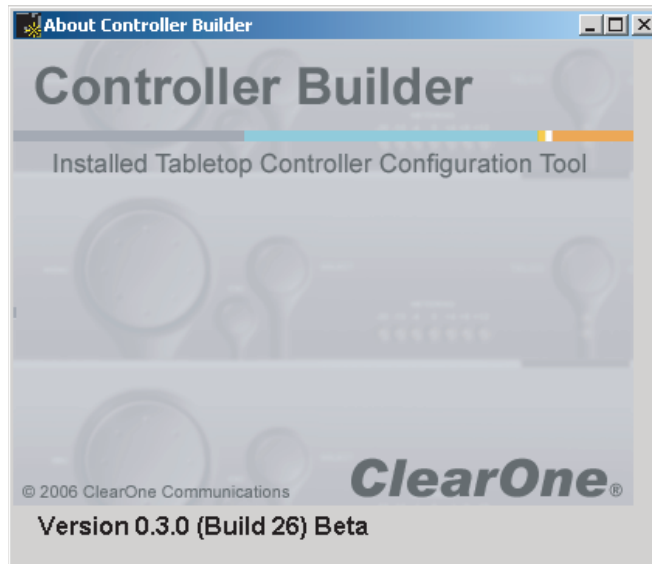 About Controller Builder
Controller Builder
Installed Tabletop Controller Configuration Tool
© 2006 ClearOne Communications
ClearOne®
Version 0.3.0 (Build 26) Beta